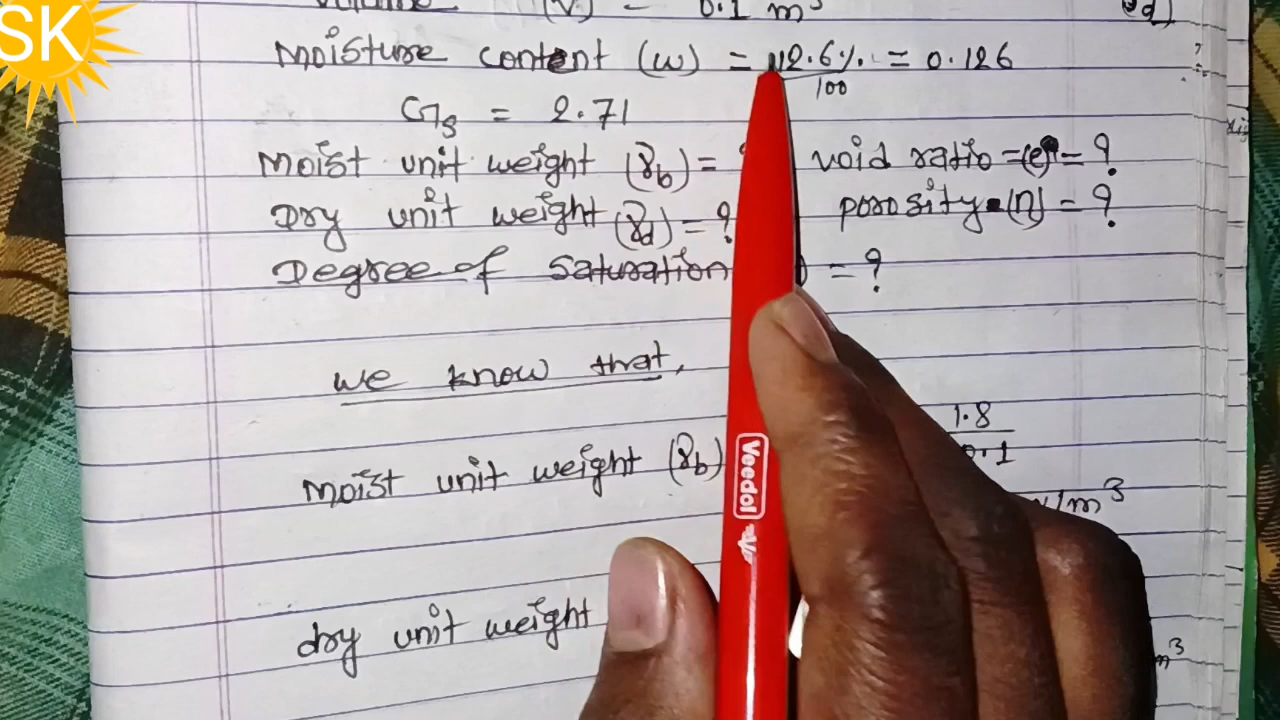 SK
(V) = 0.1 m³
Moisture content (w) = 12.6% = 0.126
100
Gs = 2.71
Moist unit weight (γb) = void ratio =(e) = ?
Dry unit weight (γd) = ? porosity (η) = ?
Degree of saturation = ?
we know that,
1.8
Moist unit weight (γb) 0.1
/m³
dry unit weight
m³
Veedol